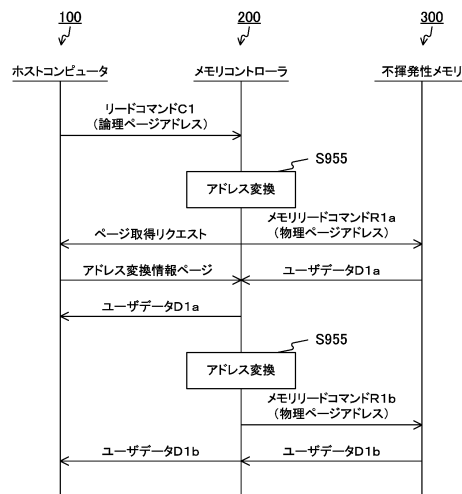 100
200
300
ホストコンピュータ
メモリコントローラ
不揮発性メモリ
リードコマンドC1
(論理ページアドレス)
S955
アドレス変換
ページ取得リクエスト
メモリリードコマンドR1a
(物理ページアドレス)
アドレス変換情報ページ
ユーザデータD1a
ユーザデータD1a
S955
アドレス変換
メモリリードコマンドR1b
(物理ページアドレス)
ユーザデータD1b
ユーザデータD1b